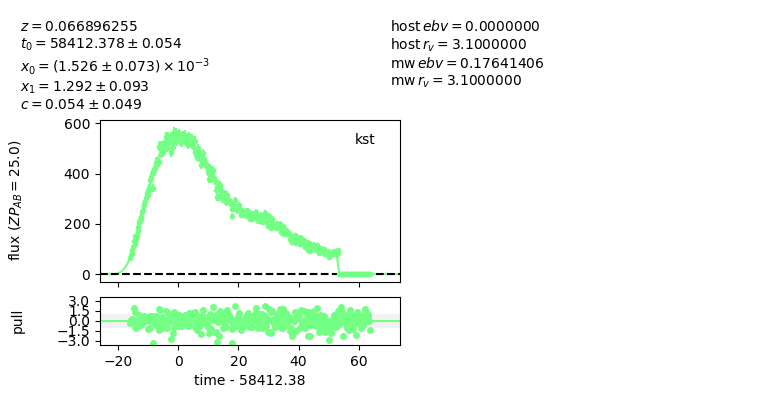 z = 0.066896255
t₀ = 58412.378 ± 0.054
x₀ = (1.526 ± 0.073) × 10⁻³
x₁ = 1.292 ± 0.093
c = 0.054 ± 0.049
host ebv = 0.0000000
host r_v = 3.1000000
mw ebv = 0.17641406
mw r_v = 3.1000000
600
400
200
0
flux (ZP_AB = 25.0)
kst
3.0
1.5
0.0
−1.5
−3.0
pull
−20 0 20 40 60
time - 58412.38